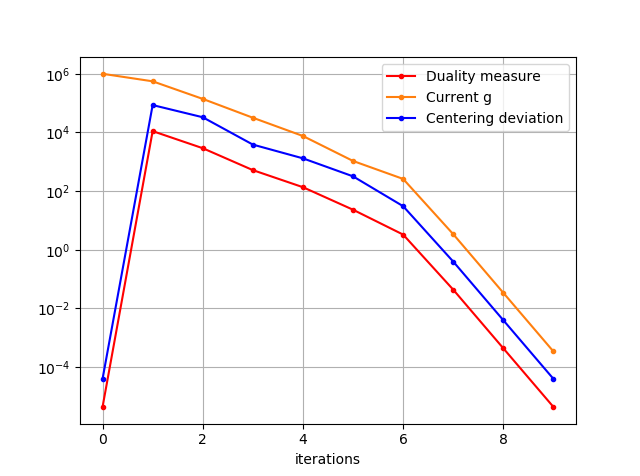 10^6
10^4
10^2
10^0
10^−2
10^−4
Duality measure
Current g
Centering deviation
0 2 4 6 8
iterations